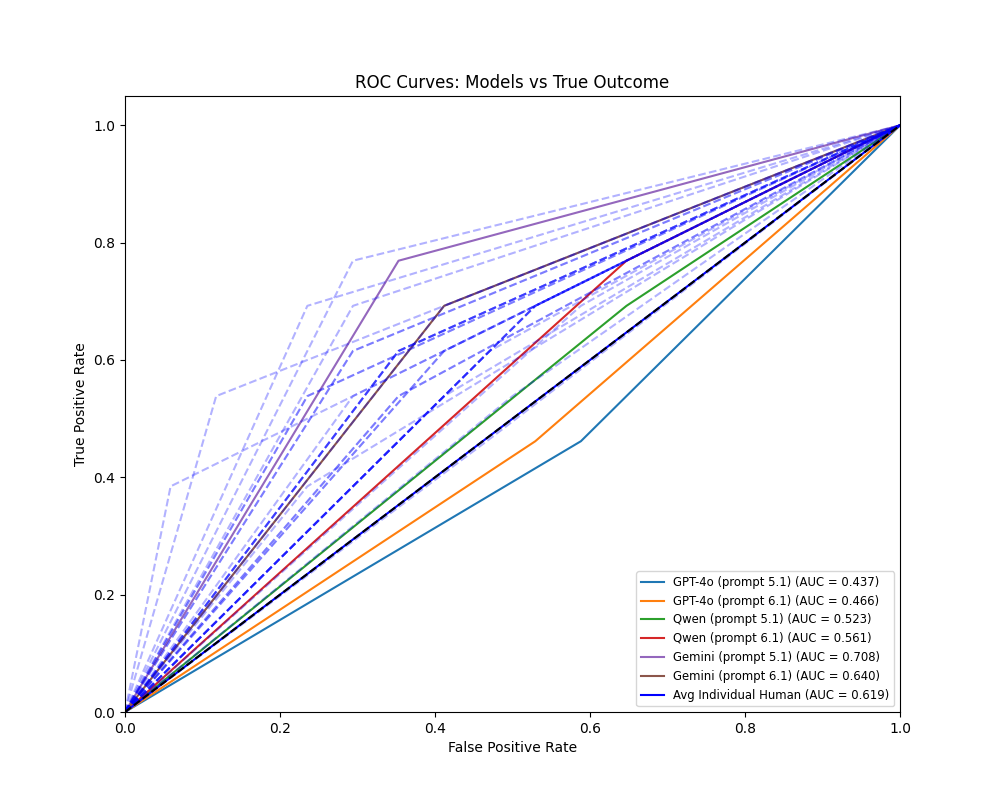 ROC Curves: Models vs True Outcome
True Positive Rate
1.0
0.8
0.6
0.4
0.2
0.0
0.0 0.2 0.4 0.6 0.8 1.0
False Positive Rate
GPT-4o (prompt 5.1) (AUC = 0.437)
GPT-4o (prompt 6.1) (AUC = 0.466)
Qwen (prompt 5.1) (AUC = 0.523)
Qwen (prompt 6.1) (AUC = 0.561)
Gemini (prompt 5.1) (AUC = 0.708)
Gemini (prompt 6.1) (AUC = 0.640)
Avg Individual Human (AUC = 0.619)